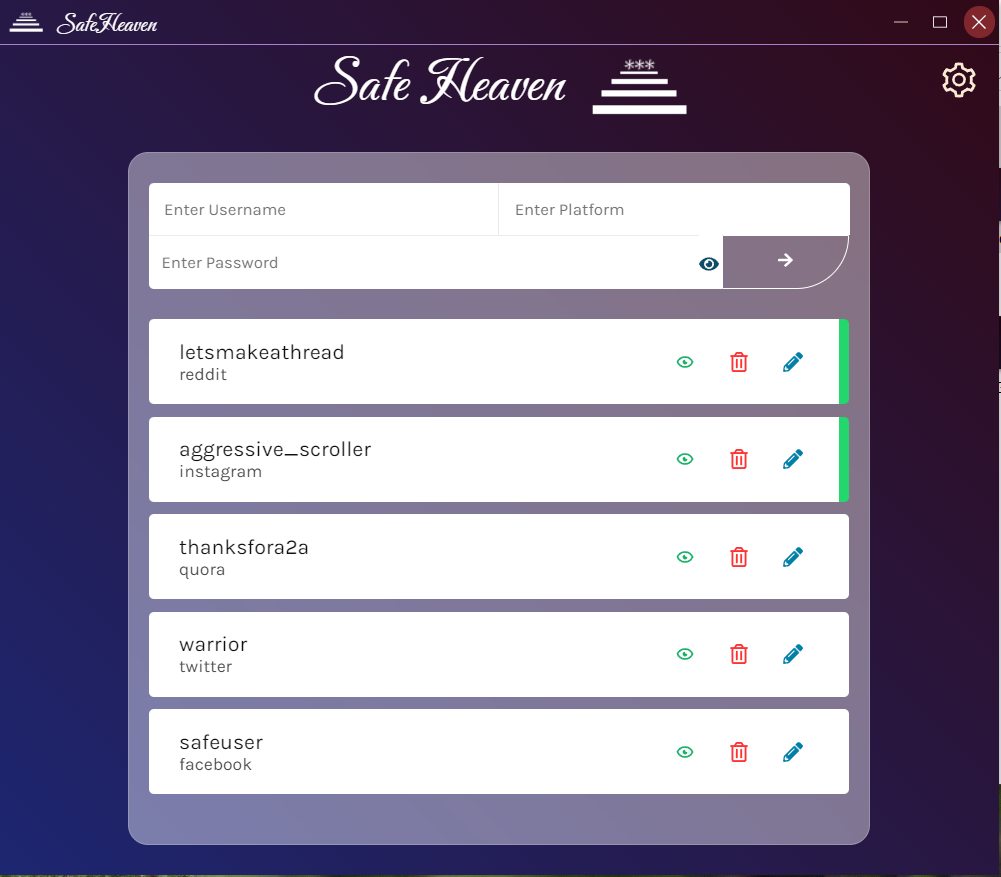 SafeHeaven
Safe Heaven
***
Enter Username
Enter Platform
Enter Password
letsmakeathread
reddit
aggressive_scroller
instagram
thanksfora2a
quora
warrior
twitter
safeuser
facebook